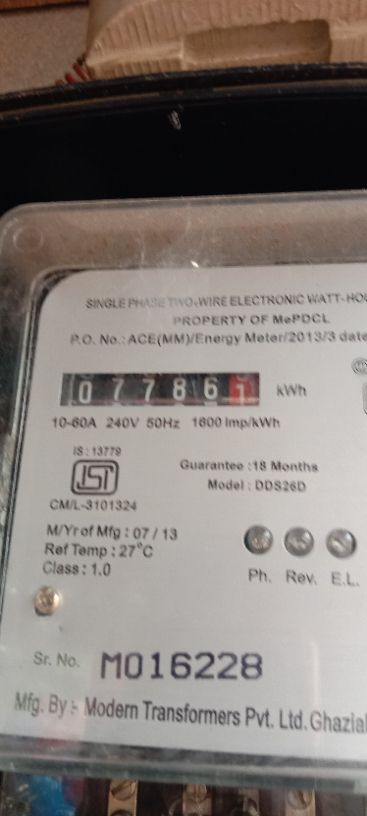 SINGLE PHASE TWO-WIRE ELECTRONIC WATT-HOU
PROPERTY OF MePDCL
P.O. No.: ACE(MM)/Energy Meter/2013/3 date
077861 kWh
10-60A 240V 50Hz 1600 Imp/kWh
IS : 13779
ISI
CM/L-3101324
Guarantee :18 Months
Model : DDS26D
M/Yr of Mfg : 07 / 13
Ref Temp : 27°C
Class : 1.0
Ph. Rev. E.L.
Sr. No. M016228
Mfg. By :- Modern Transformers Pvt. Ltd. Ghazia